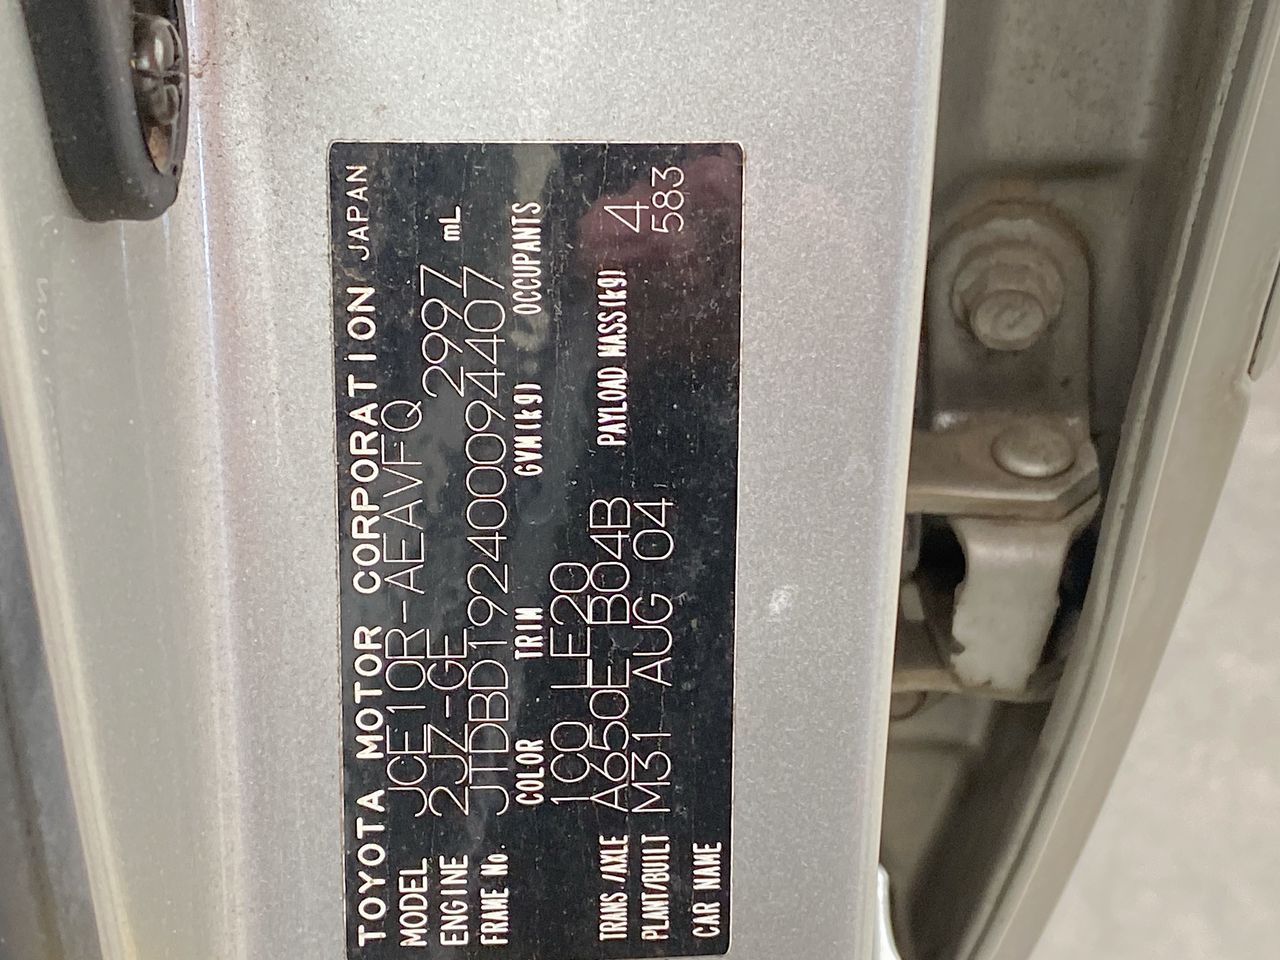 TOYOTA MOTOR CORPORATION JAPAN
MODEL JCE10R-AEAVFQ
ENGINE 2JZ-GE 2997 mL
FRAME No. JTDBD192400094407
COLOR TRIM GVM(kg) OCCUPANTS
1C0 LE20 4
TRANS./AXLE A650E B04B PAYLOAD MASS(kg) 583
PLANT/BUILT M31 AUG 04
CAR NAME